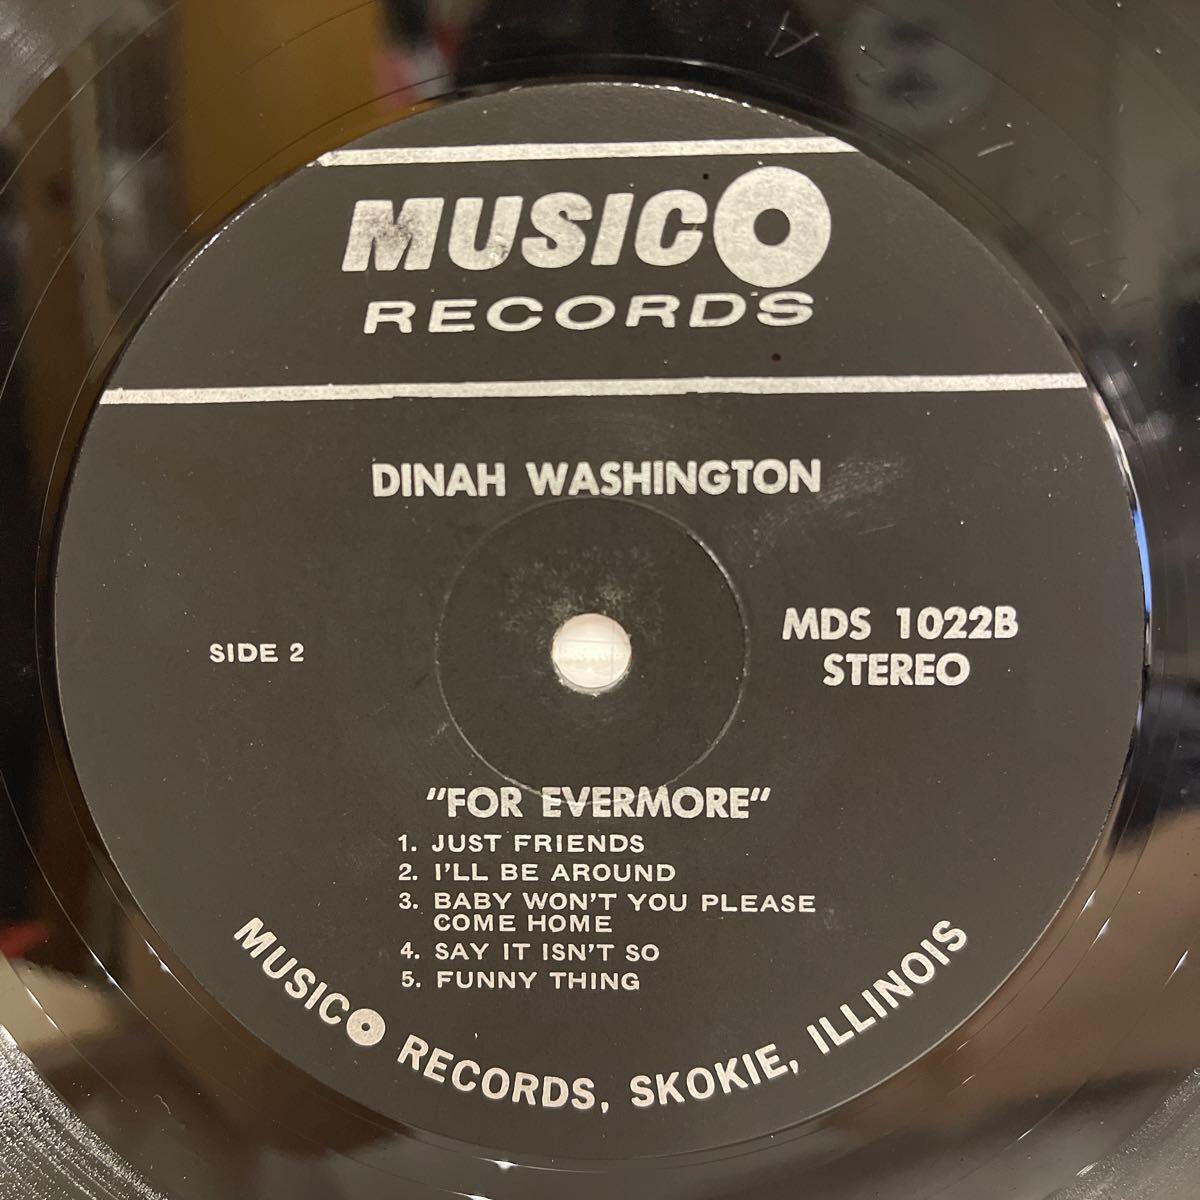 MUSICO
RECORDS
DINAH WASHINGTON
SIDE 2
MDS 1022B
STEREO
"FOR EVERMORE"
1. JUST FRIENDS
2. I'LL BE AROUND
3. BABY WON'T YOU PLEASE
COME HOME
4. SAY IT ISN'T SO
5. FUNNY THING
MUSICO RECORDS, SKOKIE, ILLINOIS